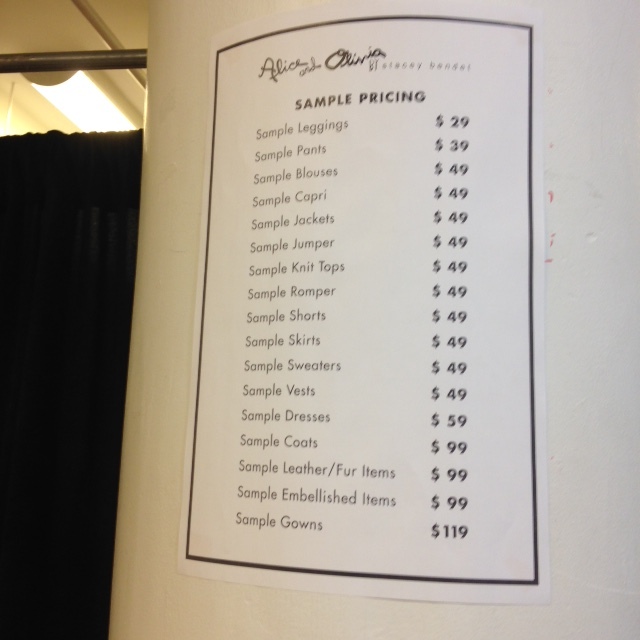 Alice and Olivia
BY stacey bendet
SAMPLE PRICING
Sample Leggings $ 29
Sample Pants $ 39
Sample Blouses $ 49
Sample Capri $ 49
Sample Jackets $ 49
Sample Jumper $ 49
Sample Knit Tops $ 49
Sample Romper $ 49
Sample Shorts $ 49
Sample Skirts $ 49
Sample Sweaters $ 49
Sample Vests $ 49
Sample Dresses $ 59
Sample Coats $ 99
Sample Leather/Fur Items $ 99
Sample Embellished Items $ 99
Sample Gowns $119